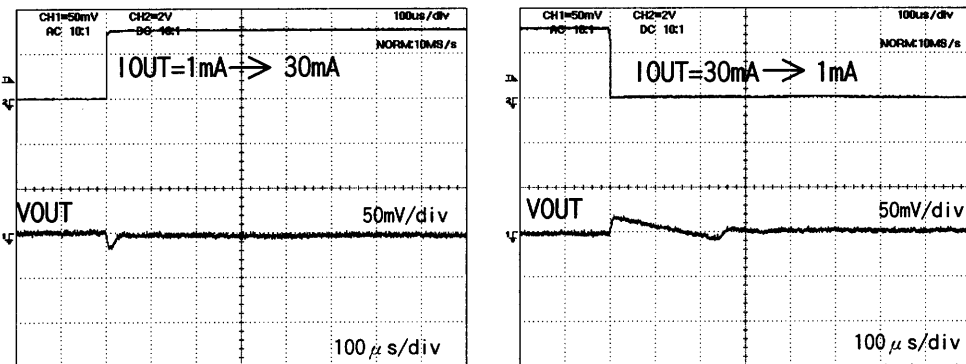 CH1=50mV CH2=2V 100us/div
AC 10:1 DC 10:1
NORM:10MS/s
IOUT=1mA→ 30mA
VOUT 50mV/div
100μs/div
CH1=50mV CH2=2V 100us/div
AC 10:1 DC 10:1
NORM:10MS/s
IOUT=30mA→ 1mA
VOUT 50mV/div
100μs/div